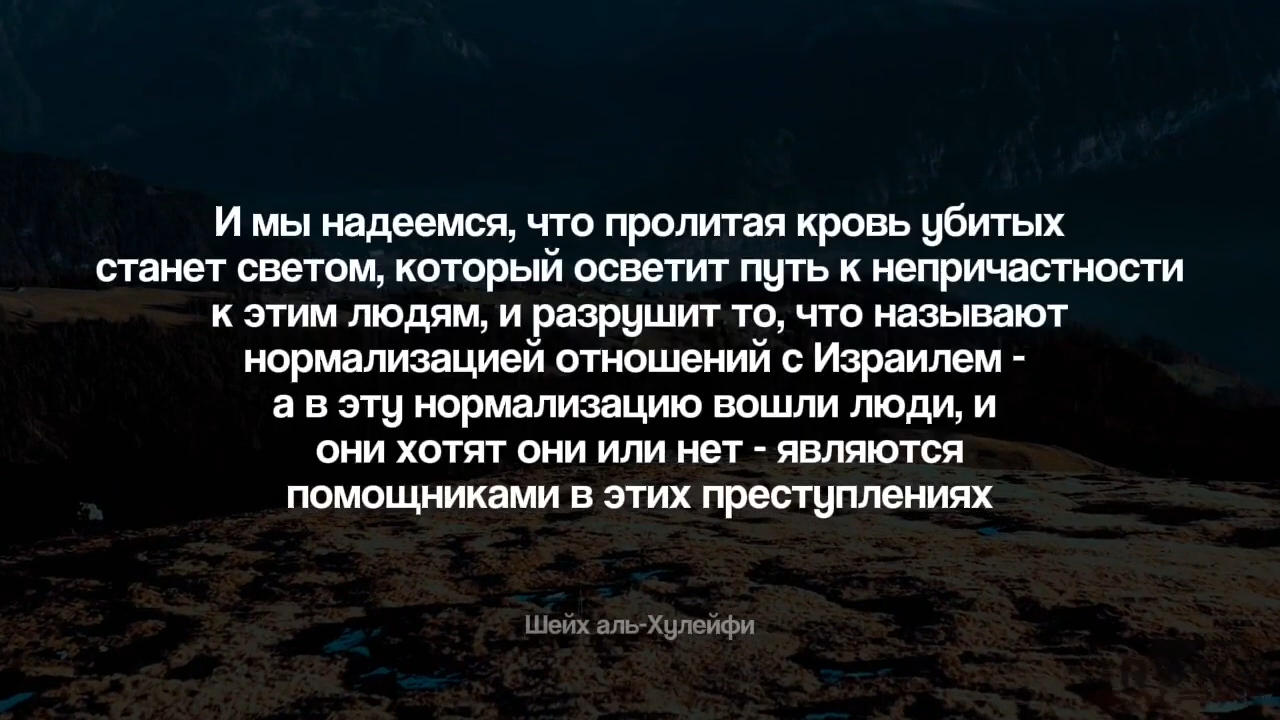 И мы надеемся, что пролитая кровь убитых
станет светом, который осветит путь к непричастности
к этим людям, и разрушит то, что называют
нормализацией отношений с Израилем -
а в эту нормализацию вошли люди, и
они хотят они или нет - являются
помощниками в этих преступлениях
Шейх аль-Хулейфи